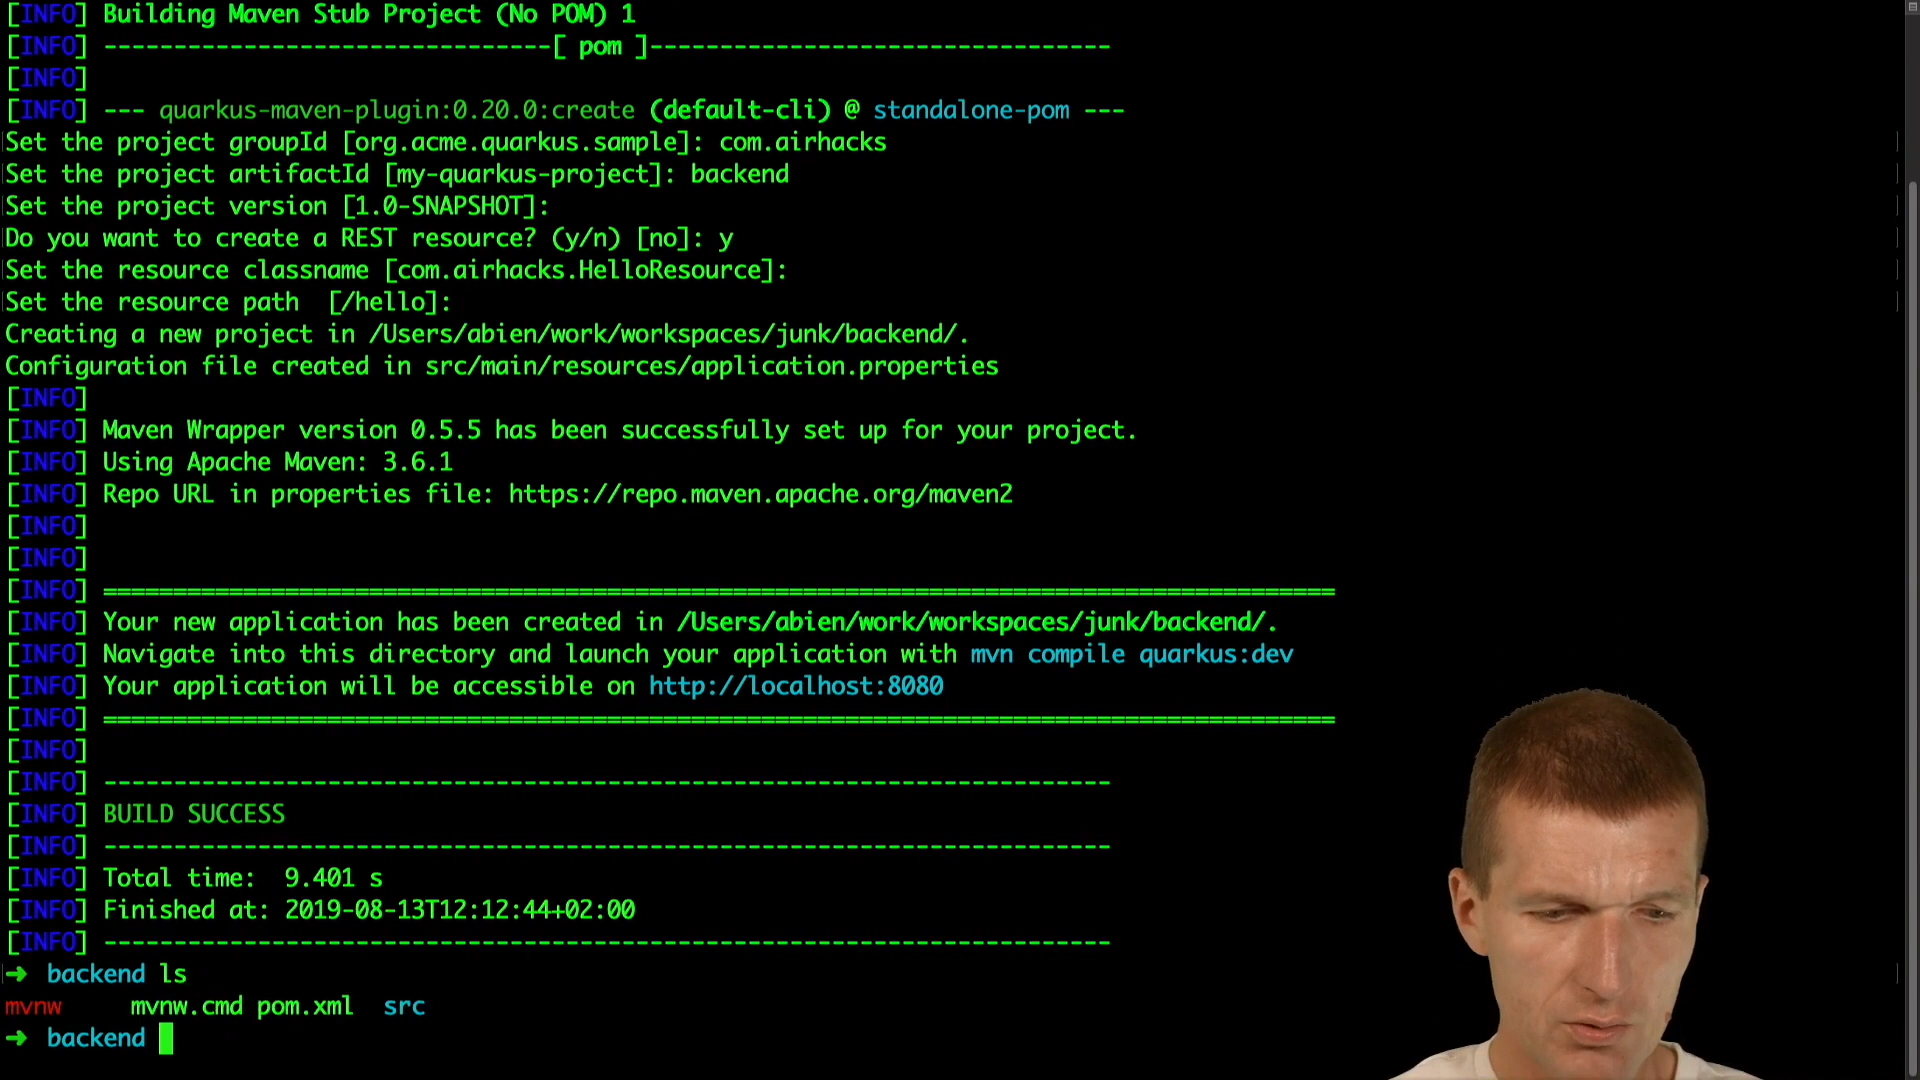 [INFO] Building Maven Stub Project (No POM) 1
[INFO] --------------------------------[ pom ]---------------------------------
[INFO]
[INFO] --- quarkus-maven-plugin:0.20.0:create (default-cli) @ standalone-pom ---
Set the project groupId [org.acme.quarkus.sample]: com.airhacks
Set the project artifactId [my-quarkus-project]: backend
Set the project version [1.0-SNAPSHOT]:
Do you want to create a REST resource? (y/n) [no]: y
Set the resource classname [com.airhacks.HelloResource]:
Set the resource path  [/hello]:
Creating a new project in /Users/abien/work/workspaces/junk/backend/.
Configuration file created in src/main/resources/application.properties
[INFO]
[INFO] Maven Wrapper version 0.5.5 has been successfully set up for your project.
[INFO] Using Apache Maven: 3.6.1
[INFO] Repo URL in properties file: https://repo.maven.apache.org/maven2
[INFO]
[INFO]
[INFO] ========================================================================================
[INFO] Your new application has been created in /Users/abien/work/workspaces/junk/backend/.
[INFO] Navigate into this directory and launch your application with mvn compile quarkus:dev
[INFO] Your application will be accessible on http://localhost:8080
[INFO] ========================================================================================
[INFO]
[INFO] ------------------------------------------------------------------------
[INFO] BUILD SUCCESS
[INFO] ------------------------------------------------------------------------
[INFO] Total time:  9.401 s
[INFO] Finished at: 2019-08-13T12:12:44+02:00
[INFO] ------------------------------------------------------------------------
➜ backend ls
mvnw     mvnw.cmd pom.xml  src
➜ backend